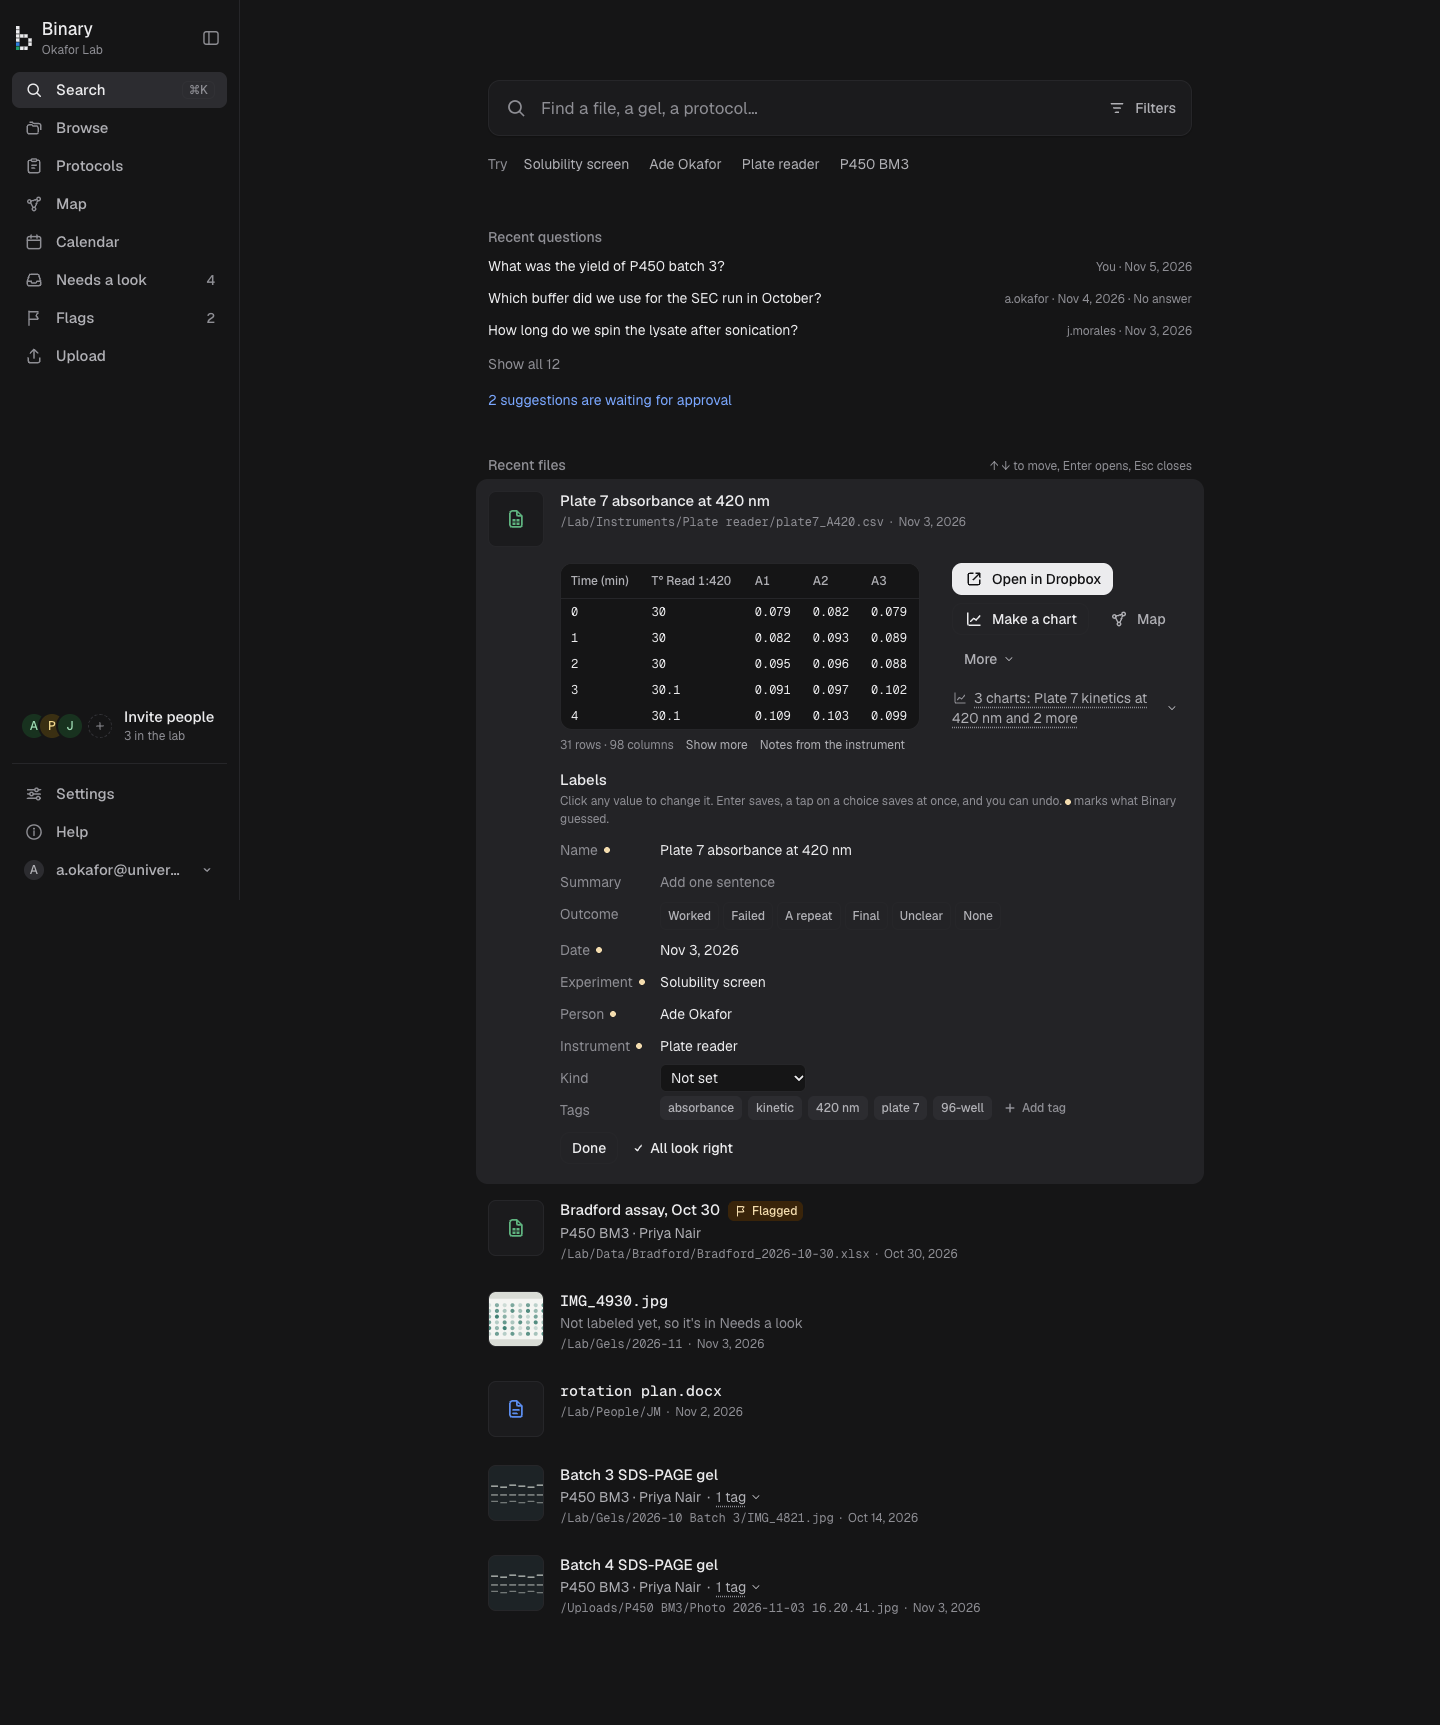 Binary
Okafor Lab
Search ⌘K
Browse
Protocols
Map
Calendar
Needs a look 4
Flags 2
Upload
A P J + Invite people
3 in the lab
Settings
Help
A a.okafor@univer...
Find a file, a gel, a protocol...
Filters
Try Solubility screen Ade Okafor Plate reader P450 BM3
Recent questions
What was the yield of P450 batch 3? You · Nov 5, 2026
Which buffer did we use for the SEC run in October? a.okafor · Nov 4, 2026 · No answer
How long do we spin the lysate after sonication? j.morales · Nov 3, 2026
Show all 12
2 suggestions are waiting for approval
Recent files ↑↓ to move, Enter opens, Esc closes
Plate 7 absorbance at 420 nm
/Lab/Instruments/Plate reader/plate7_A420.csv · Nov 3, 2026
Time (min) T° Read 1:420 A1 A2 A3
0 30 0.079 0.082 0.079
1 30 0.082 0.093 0.089
2 30 0.095 0.096 0.088
3 30.1 0.091 0.097 0.102
4 30.1 0.109 0.103 0.099
31 rows · 98 columns Show more Notes from the instrument
Open in Dropbox
Make a chart Map
More
3 charts: Plate 7 kinetics at
420 nm and 2 more
Labels
Click any value to change it. Enter saves, a tap on a choice saves at once, and you can undo. ● marks what Binary
guessed.
Name Plate 7 absorbance at 420 nm
Summary Add one sentence
Outcome Worked Failed A repeat Final Unclear None
Date Nov 3, 2026
Experiment Solubility screen
Person Ade Okafor
Instrument Plate reader
Kind Not set
Tags absorbance kinetic 420 nm plate 7 96-well + Add tag
Done ✓ All look right
Bradford assay, Oct 30 Flagged
P450 BM3 · Priya Nair
/Lab/Data/Bradford/Bradford_2026-10-30.xlsx · Oct 30, 2026
IMG_4930.jpg
Not labeled yet, so it's in Needs a look
/Lab/Gels/2026-11 · Nov 3, 2026
rotation plan.docx
/Lab/People/JM · Nov 2, 2026
Batch 3 SDS-PAGE gel
P450 BM3 · Priya Nair · 1 tag
/Lab/Gels/2026-10 Batch 3/IMG_4821.jpg · Oct 14, 2026
Batch 4 SDS-PAGE gel
P450 BM3 · Priya Nair · 1 tag
/Uploads/P450 BM3/Photo 2026-11-03 16.20.41.jpg · Nov 3, 2026